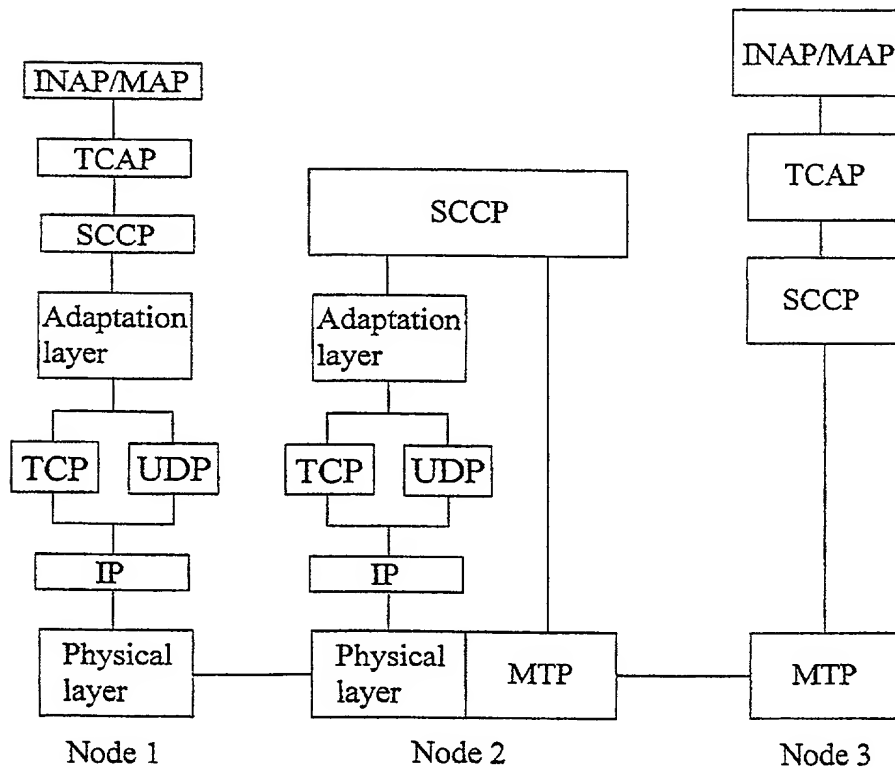 INAP/MAP
TCAP
SCCP
Adaptation
layer
TCP
UDP
IP
Physical
layer
Node 1
SCCP
Adaptation
layer
TCP
UDP
IP
Physical
layer
MTP
Node 2
INAP/MAP
TCAP
SCCP
MTP
Node 3